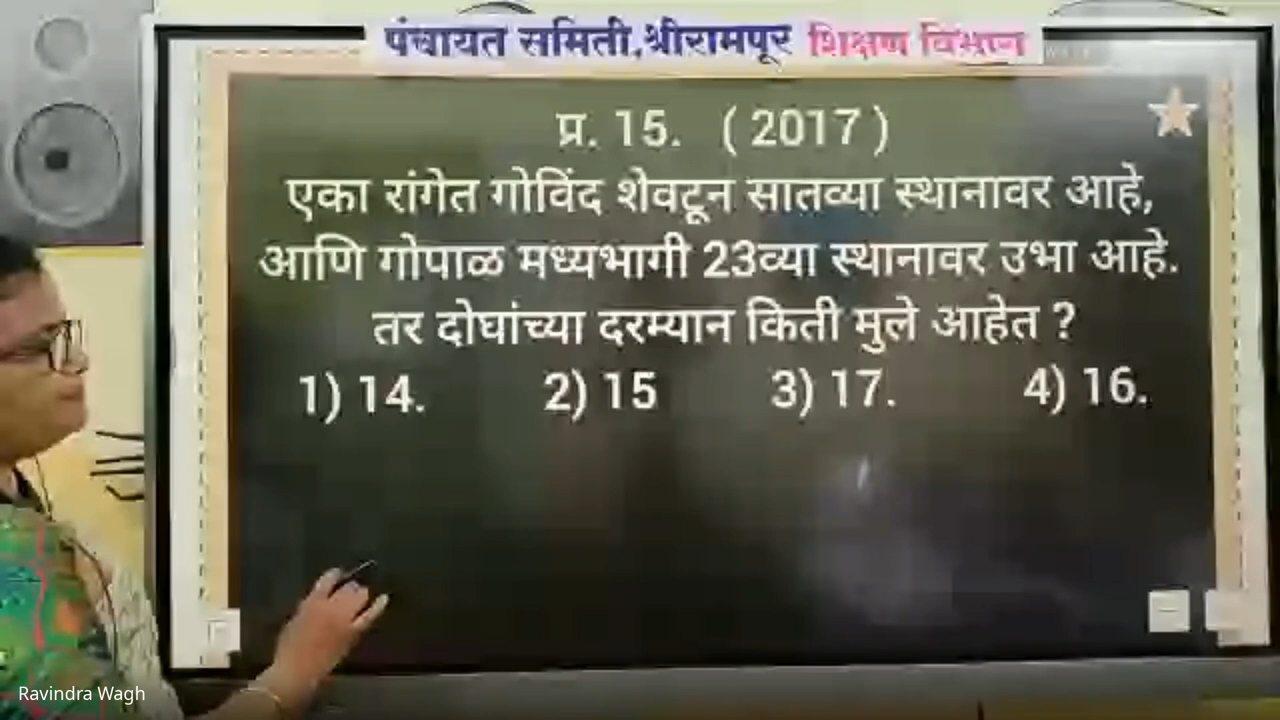 पंचायत समिती,श्रीरामपूर शिक्षण विभाग
प्र. 15. ( 2017 )
एका रांगेत गोविंद शेवटून सातव्या स्थानावर आहे,
आणि गोपाळ मध्यभागी 23व्या स्थानावर उभा आहे.
तर दोघांच्या दरम्यान किती मुले आहेत ?
1) 14. 2) 15 3) 17. 4) 16.
Ravindra Wagh